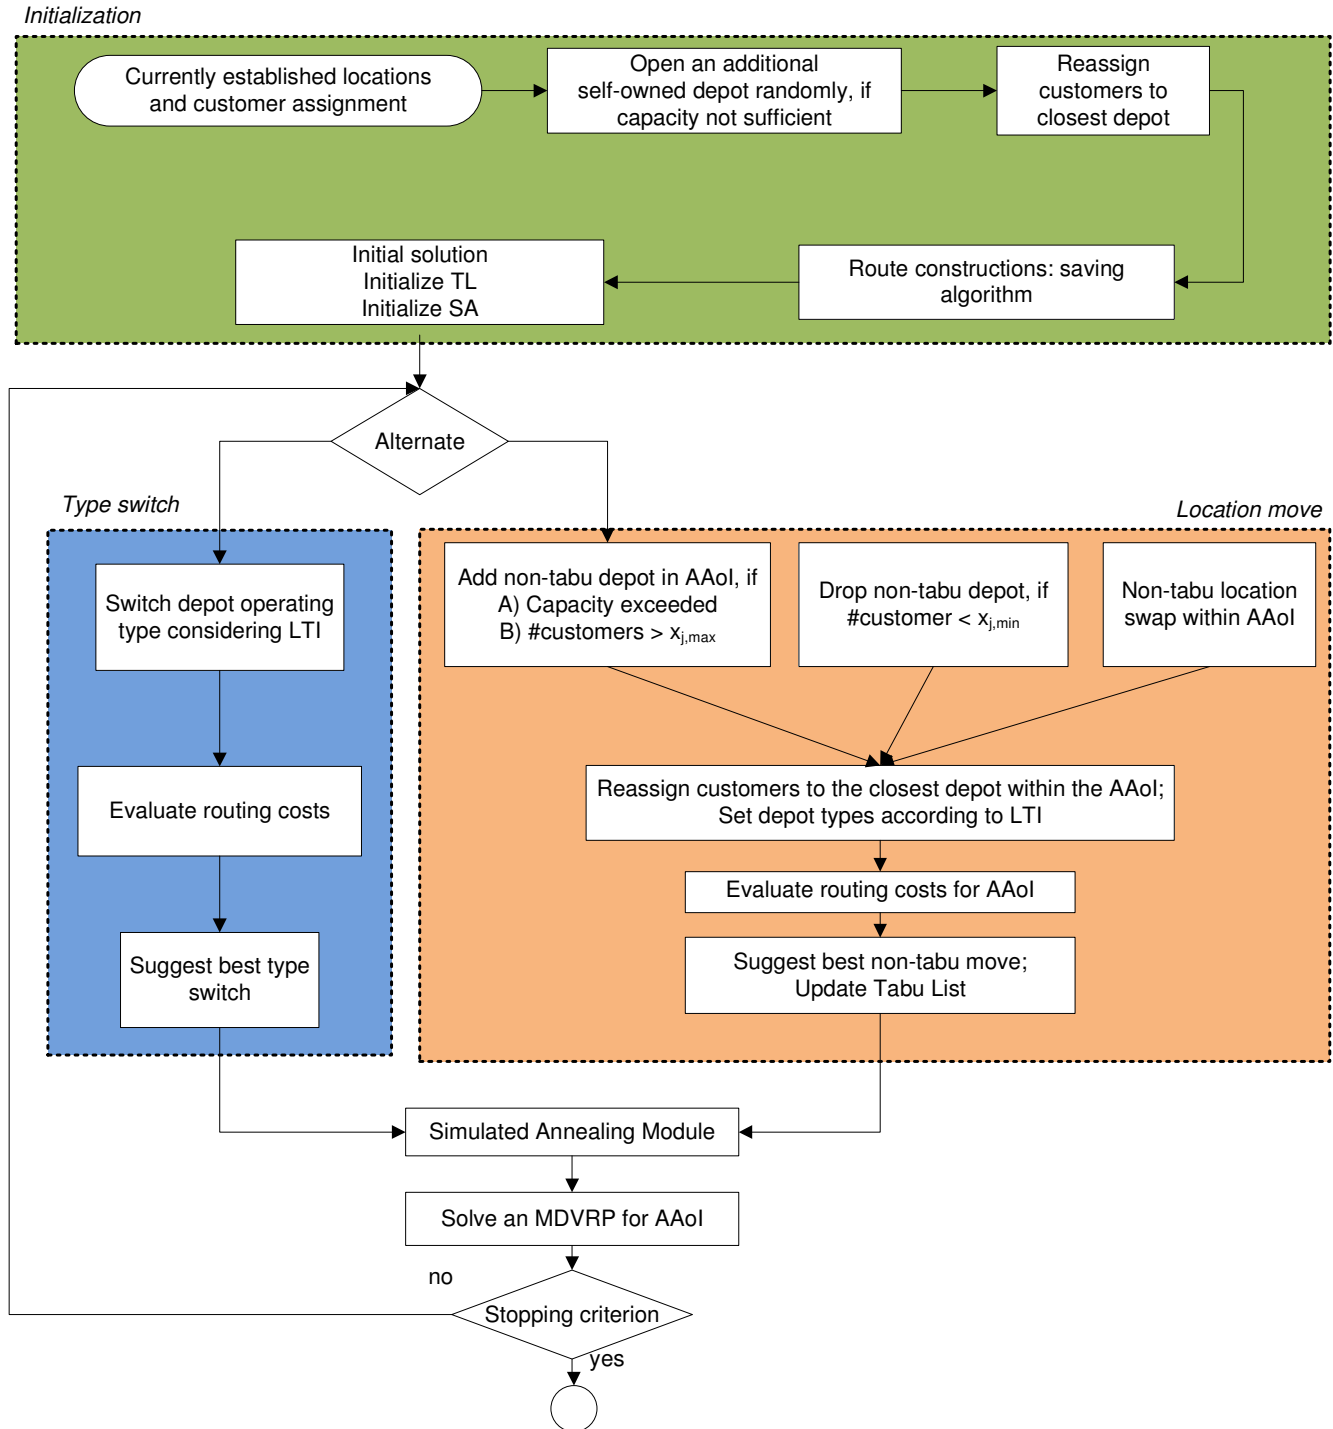 Initialization
Currently established locations
and customer assignment
Open an additional
self-owned depot randomly, if
capacity not sufficient
Reassign
customers to
closest depot
Initial solution
Initialize TL
Initialize SA
Route constructions: saving
algorithm
Alternate
Type switch
Location move
Switch depot operating
type considering LTI
Evaluate routing costs
Suggest best type
switch
Add non-tabu depot in AAoI, if
A) Capacity exceeded
B) #customers > xj,max
Drop non-tabu depot, if
#customer < xj,min
Non-tabu location
swap within AAoI
Reassign customers to the closest depot within the AAoI;
Set depot types according to LTI
Evaluate routing costs for AAoI
Suggest best non-tabu move;
Update Tabu List
Simulated Annealing Module
Solve an MDVRP for AAoI
no
Stopping criterion
yes